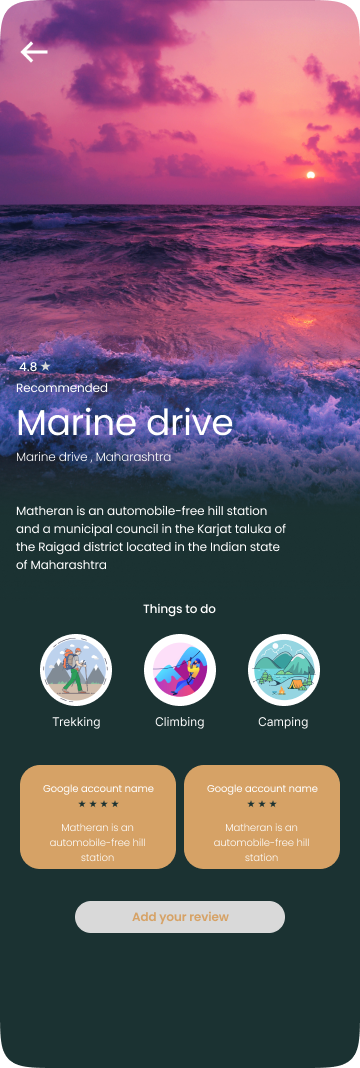 4.8 ★
Recommended
Marine drive
Marine drive , Maharashtra
Matheran is an automobile-free hill station
and a municipal council in the Karjat taluka of
the Raigad district located in the Indian state
of Maharashtra
Things to do
Trekking
Climbing
Camping
Google account name
★ ★ ★ ★
Matheran is an
automobile-free hill
station
Google account name
★ ★ ★
Matheran is an
automobile-free hill
station
Add your review